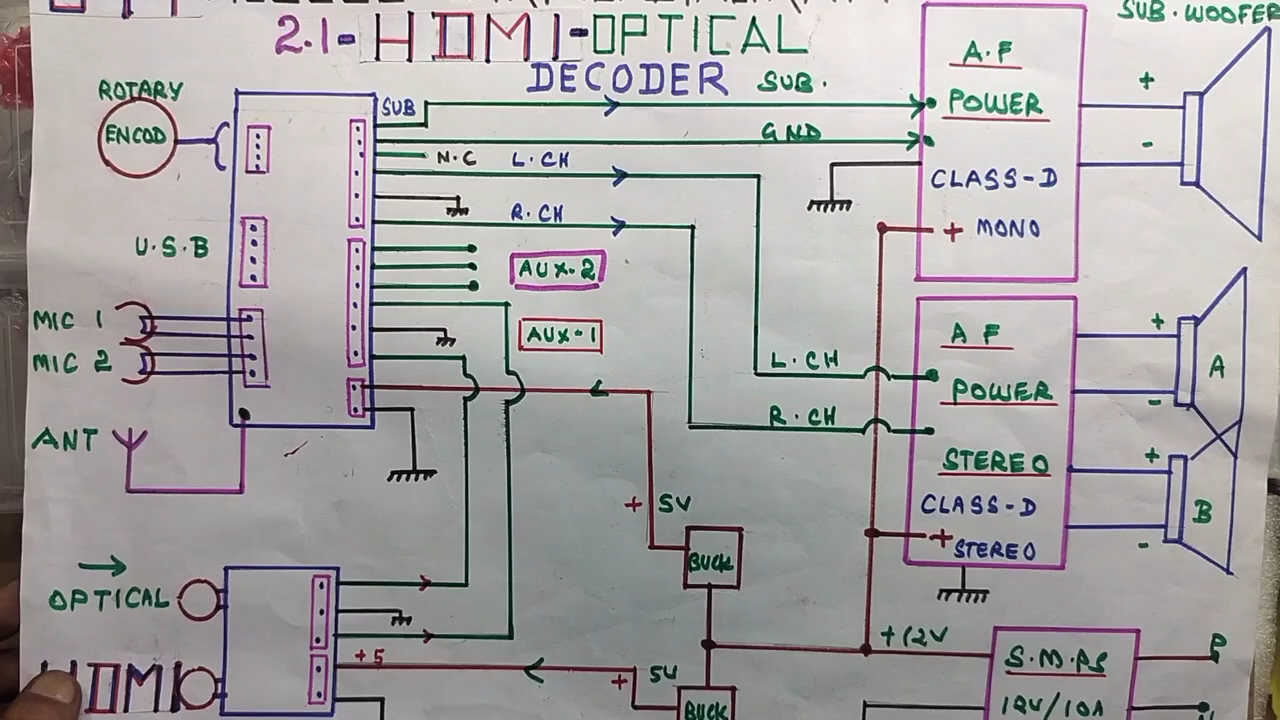 2.1-HDMI-OPTICAL
DECODER
SUB.WOOFER
ROTARY
ENCOD
SUB
SUB.
GND
N.C
L.CH
R.CH
A.F
POWER
CLASS-D
+ MONO
+
-
U.S.B
AUX-2
AUX-1
MIC 1
MIC 2
ANT
L.CH
R.CH
A F
POWER
STEREO
CLASS-D
+ STEREO
+
-
A
+
-
B
+ 5V
BUCK
OPTICAL
HDMI
+5
+ 5V
BUCK
+12V
S.M.PS
12V/10A
P